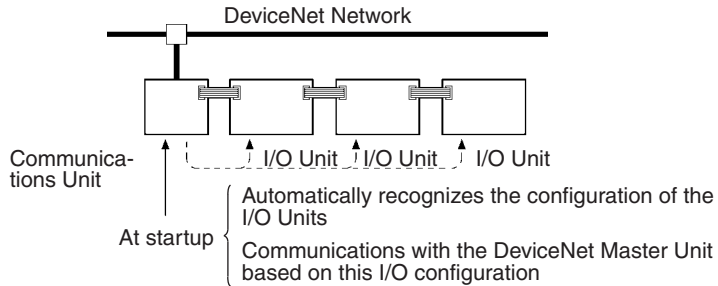 DeviceNet Network
Communica-
tions Unit
I/O Unit
I/O Unit
I/O Unit
At startup
Automatically recognizes the configuration of the
I/O Units
Communications with the DeviceNet Master Unit
based on this I/O configuration